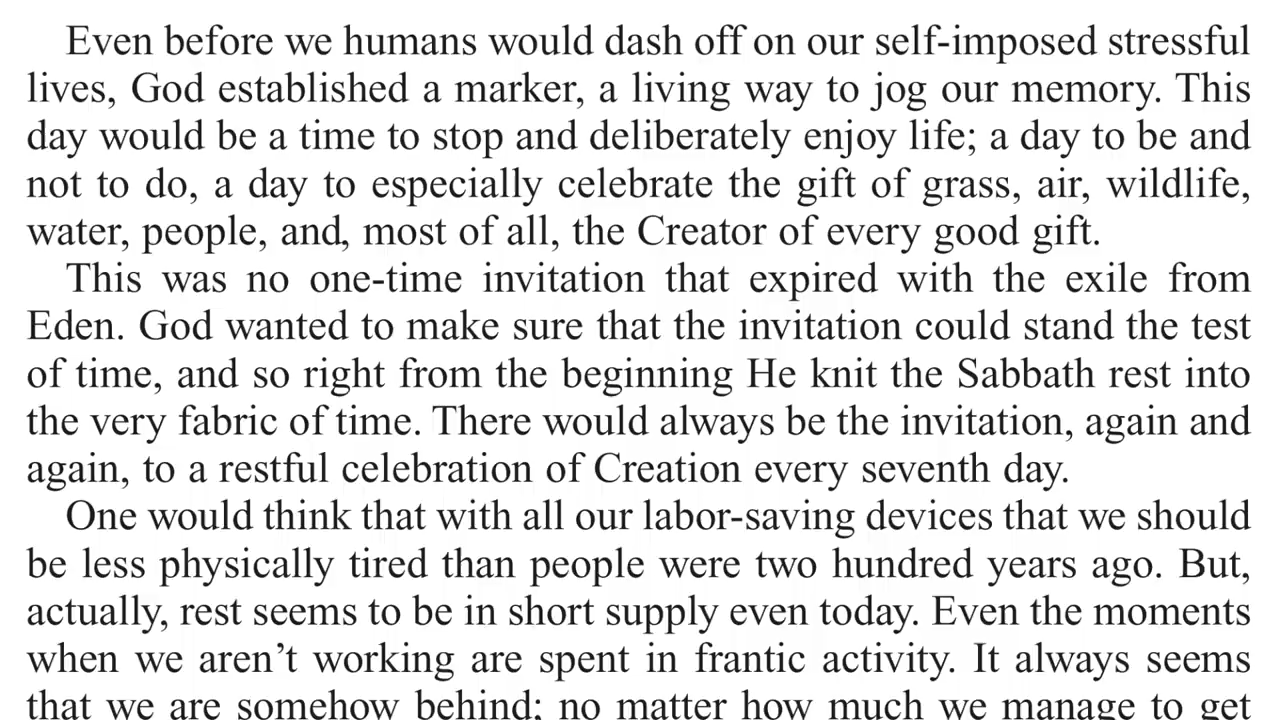 Even before we humans would dash off on our self-imposed stressful
lives, God established a marker, a living way to jog our memory. This
day would be a time to stop and deliberately enjoy life; a day to be and
not to do, a day to especially celebrate the gift of grass, air, wildlife,
water, people, and, most of all, the Creator of every good gift.
This was no one-time invitation that expired with the exile from
Eden. God wanted to make sure that the invitation could stand the test
of time, and so right from the beginning He knit the Sabbath rest into
the very fabric of time. There would always be the invitation, again and
again, to a restful celebration of Creation every seventh day.
One would think that with all our labor-saving devices that we should
be less physically tired than people were two hundred years ago. But,
actually, rest seems to be in short supply even today. Even the moments
when we aren’t working are spent in frantic activity. It always seems
that we are somehow behind; no matter how much we manage to get